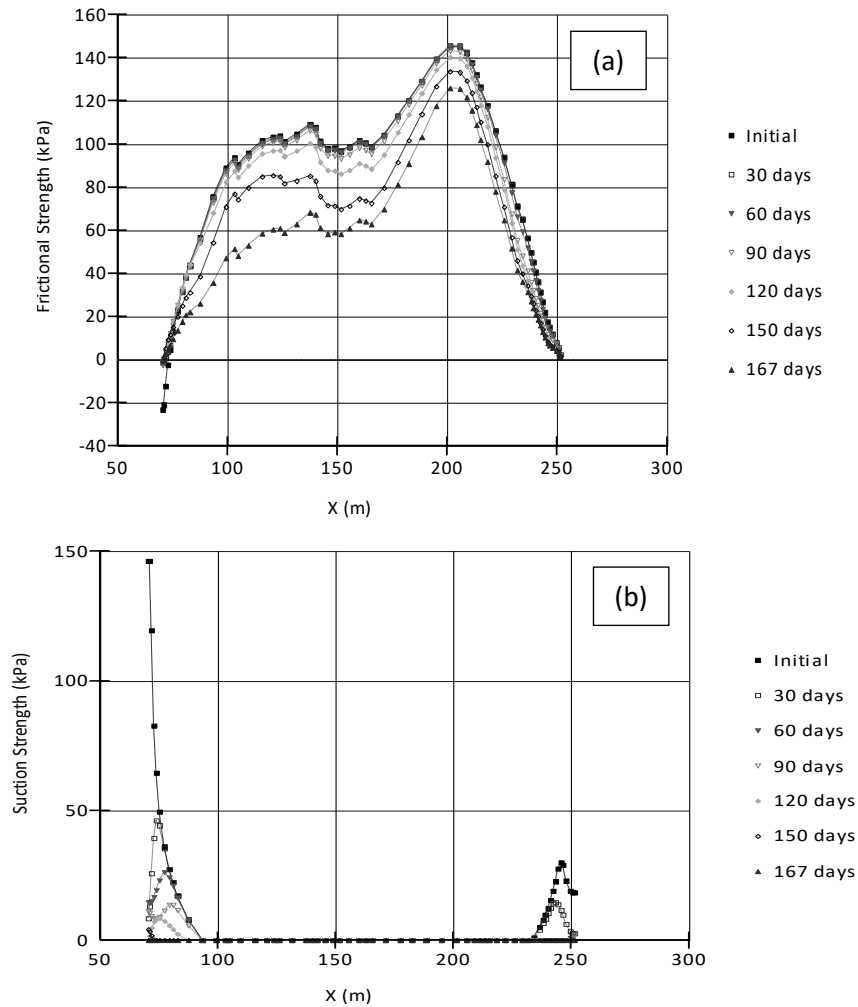 160
140
120
100
80
60
40
20
0
-20
-40
50 100 150 200 250 300
Frictional Strength (kPa)
X (m)
(a)
Initial
30 days
60 days
90 days
120 days
150 days
167 days
150
100
50
0
50 100 150 200 250 300
Suction Strength (kPa)
X (m)
(b)
Initial
30 days
60 days
90 days
120 days
150 days
167 days